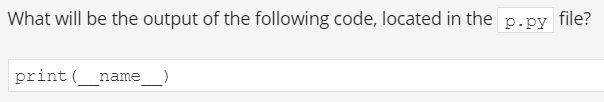 What will be the output of the following code, located in the p.py file?
print(__name__)